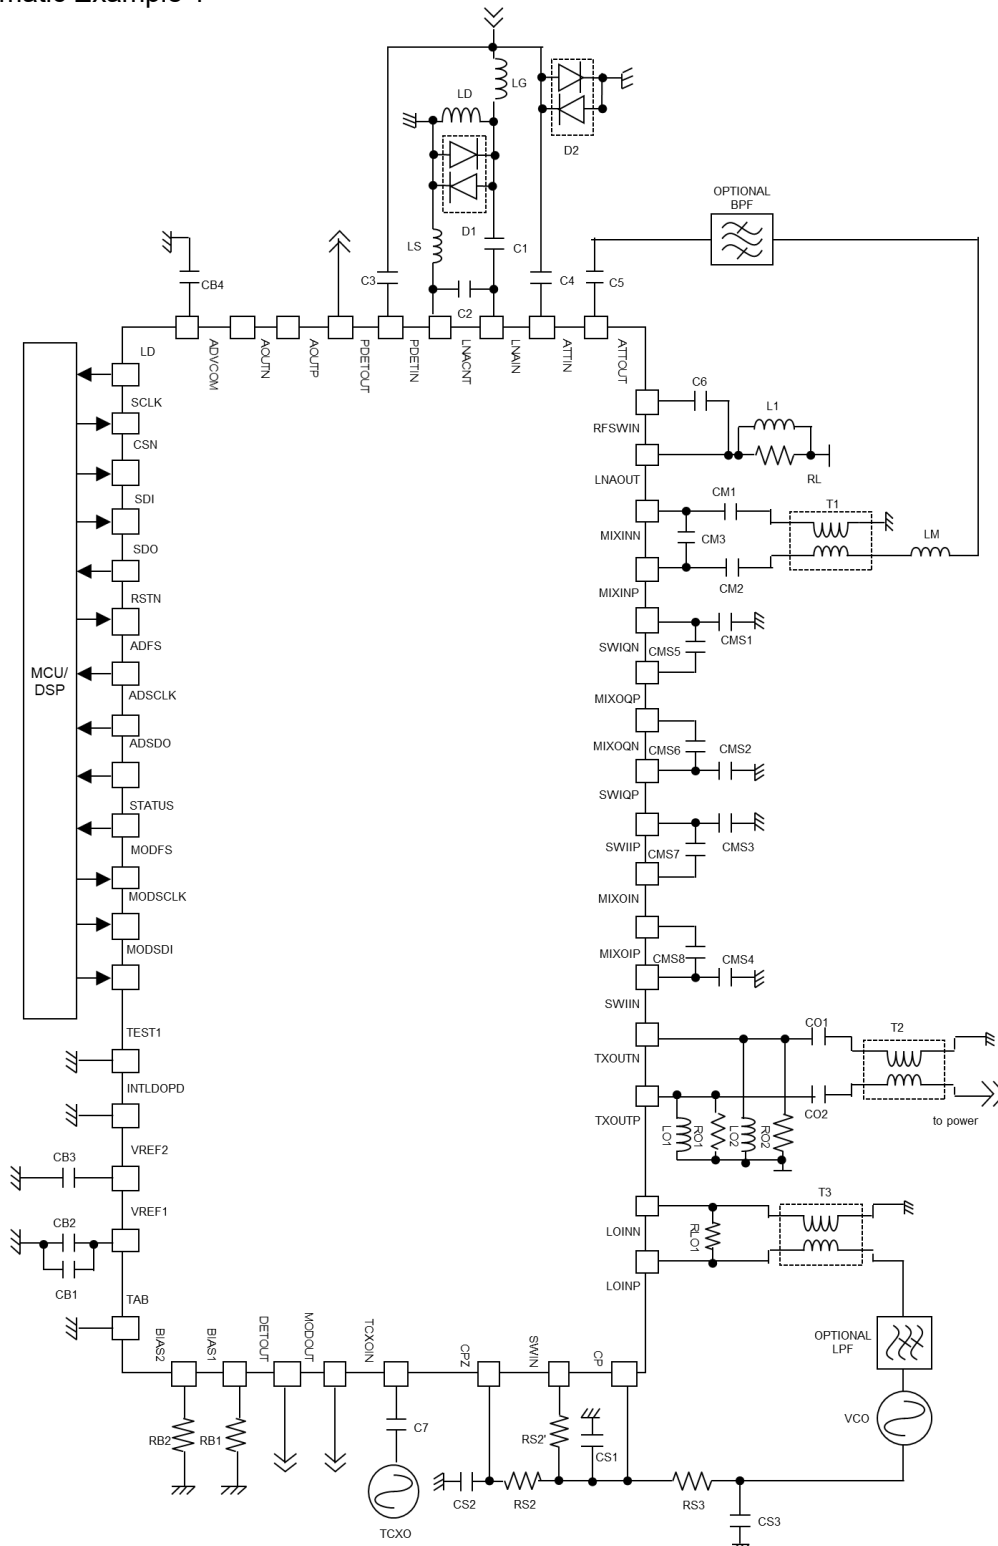 matic Example 1
LG
LD
D2
OPTIONAL
BPF
D1
LS
C1
CB4
C3
C4
C5
C2
LD
ADVCOM
AOUTN
AOUTP
PDETOUT
PDETIN
LNACNT
LNAIN
ATTIN
ATTOUT
C6
SCLK
L1
RFSWIN
CSN
LNAOUT
RL
SDI
CM1
T1
MIXINN
CM3
LM
SDO
CM2
MIXINP
RSTN
SWIQN
CMS5
CMS1
ADFS
MCU/
DSP
ADSCLK
MIXOQP
ADSDO
MIXOQN
CMS6
CMS2
SWIQP
STATUS
SWIIP
CMS7
CMS3
MODFS
MIXOIN
MODSCLK
MODSDI
MIXOIP
CMS8
CMS4
SWIIN
TEST1
CO1
T2
TXOUTN
INTLDOPD
CO2
TXOUTP
to power
LO1
RO1
LO2
RO2
VREF2
CB3
T3
VREF1
CB2
LOINN
RLO1
CB1
LOINP
TAB
BIAS2
BIAS1
DETOUT
MODOUT
TCXOIN
CPZ
SWIN
CP
OPTIONAL
LPF
VCO
RB2
RB1
C7
RS2'
CS1
CS2
RS2
RS3
CS3
TCXO